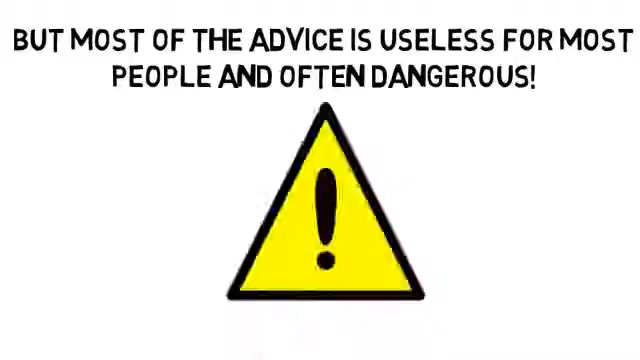 BUT MOST OF THE ADVICE IS USELESS FOR MOST
PEOPLE AND OFTEN DANGEROUS!
!